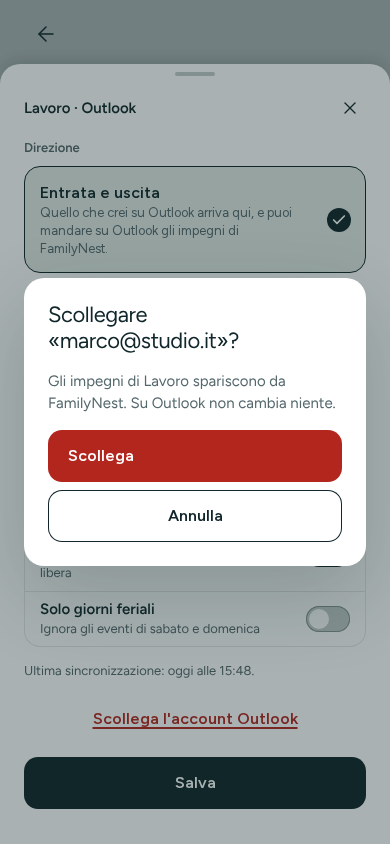 Lavoro · Outlook
Direzione
Entrata e uscita
Quello che crei su Outlook arriva qui, e puoi
mandare su Outlook gli impegni di
FamilyNest.
Scollegare
«marco@studio.it»?
Gli impegni di Lavoro spariscono da
FamilyNest. Su Outlook non cambia niente.
Scollega
Annulla
libera
Solo giorni feriali
Ignora gli eventi di sabato e domenica
Ultima sincronizzazione: oggi alle 15:48.
Scollega l'account Outlook
Salva